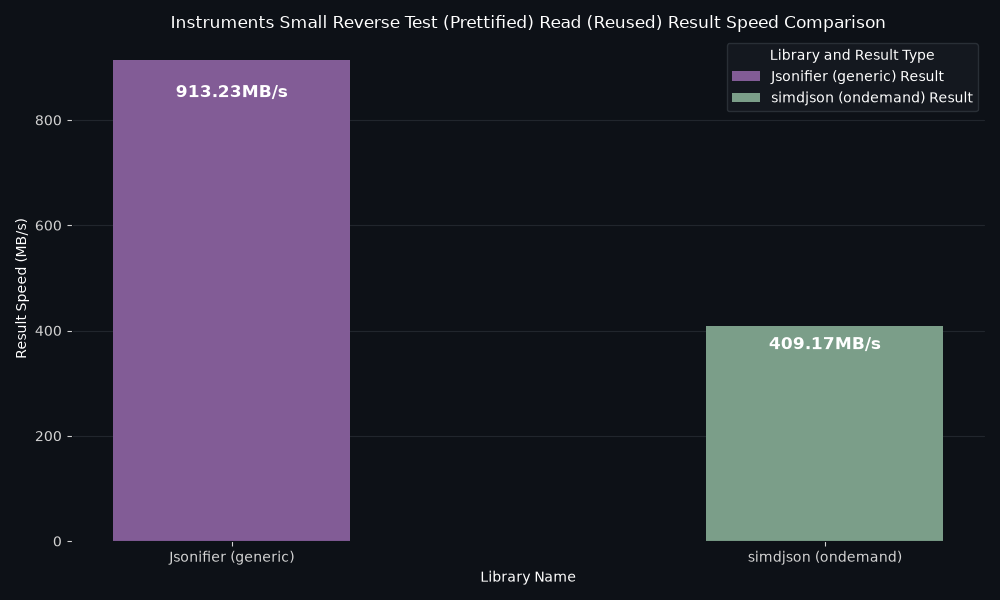 Instruments Small Reverse Test (Prettified) Read (Reused) Result Speed Comparison
Library and Result Type
Jsonifier (generic) Result
simdjson (ondemand) Result
913.23MB/s
409.17MB/s
Result Speed (MB/s)
800
600
400
200
0
Jsonifier (generic)
simdjson (ondemand)
Library Name